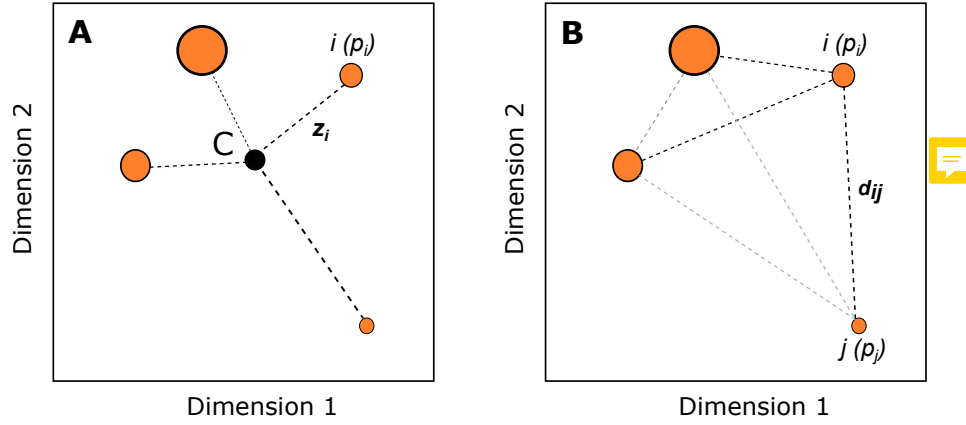 A
i (pᵢ)
C
zᵢ
Dimension 2
Dimension 1
B
i (pᵢ)
dᵢⱼ
j (pⱼ)
Dimension 2
Dimension 1